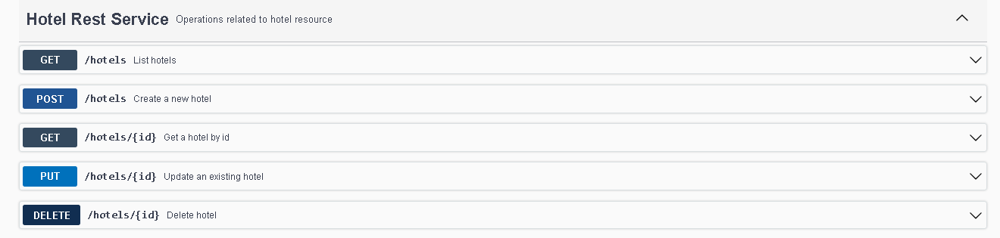 Hotel Rest Service Operations related to hotel resource
GET /hotels List hotels
POST /hotels Create a new hotel
GET /hotels/{id} Get a hotel by id
PUT /hotels/{id} Update an existing hotel
DELETE /hotels/{id} Delete hotel